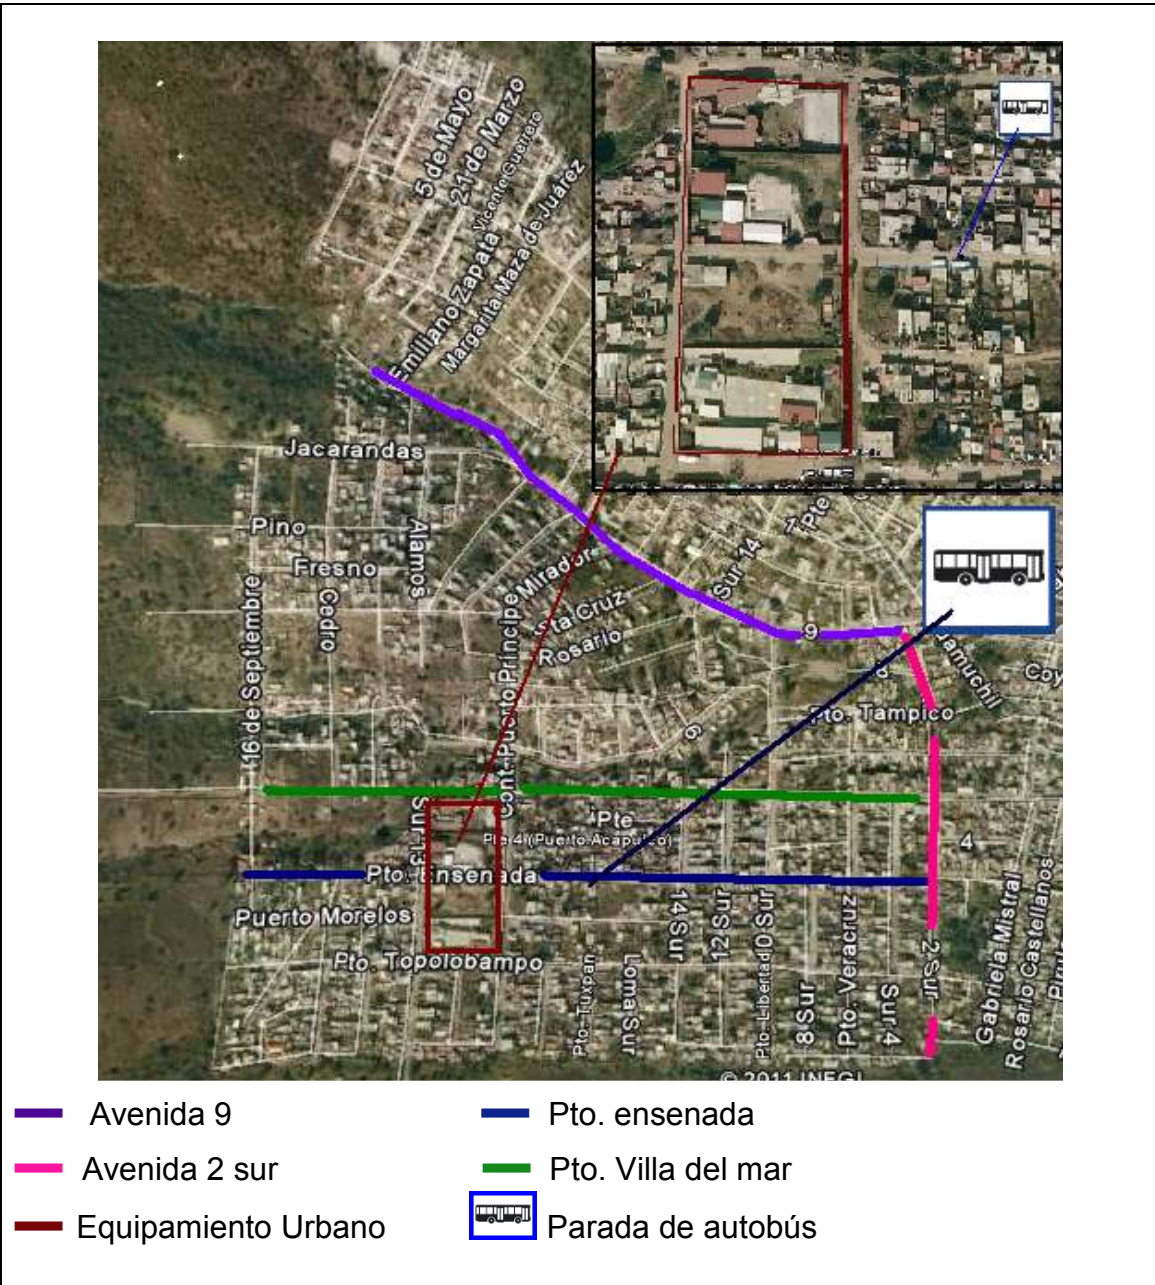 5 de Mayo
21 de Marzo
Vicente Guerrero
Emiliano Zapata
Margarita Maza de Juárez
Jacarandas
Pino
Alamos
7 Pte
Fresno
Mirador
Sur 14
16 de Septiembre
Cedro
Cont. Puerto Principe
ta Cruz
Rosario
9
Jamuchil
Coy
6
Pto. Tampico
6
Sur 13
Pte
Pte 4 (Puerto Acapulco)
4
Pto. Ensenada
Puerto Morelos
14 Sur
12 Sur
Pto. Libertad
0 Sur
Pto. Veracruz
2 Sur
Gabriela Mistral
Rosario Castellanos
Pto. Topolobampo
Pto. Tuxpan
Loma Sur
8 Sur
Sur 4
© 2011 INEGI
Avenida 9
Pto. ensenada
Avenida 2 sur
Pto. Villa del mar
Equipamiento Urbano
Parada de autobús